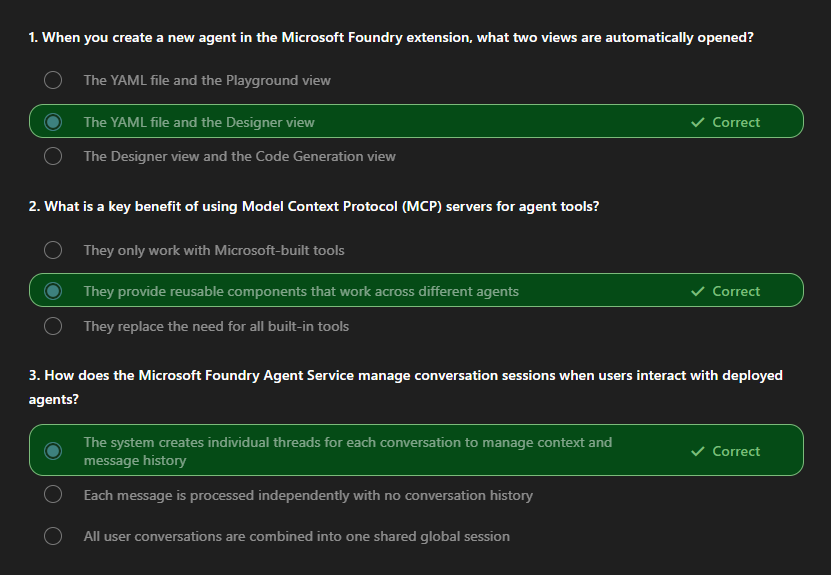 1. When you create a new agent in the Microsoft Foundry extension, what two views are automatically opened?
The YAML file and the Playground view
The YAML file and the Designer view
Correct
The Designer view and the Code Generation view
2. What is a key benefit of using Model Context Protocol (MCP) servers for agent tools?
They only work with Microsoft-built tools
They provide reusable components that work across different agents
Correct
They replace the need for all built-in tools
3. How does the Microsoft Foundry Agent Service manage conversation sessions when users interact with deployed
agents?
The system creates individual threads for each conversation to manage context and
message history
Correct
Each message is processed independently with no conversation history
All user conversations are combined into one shared global session